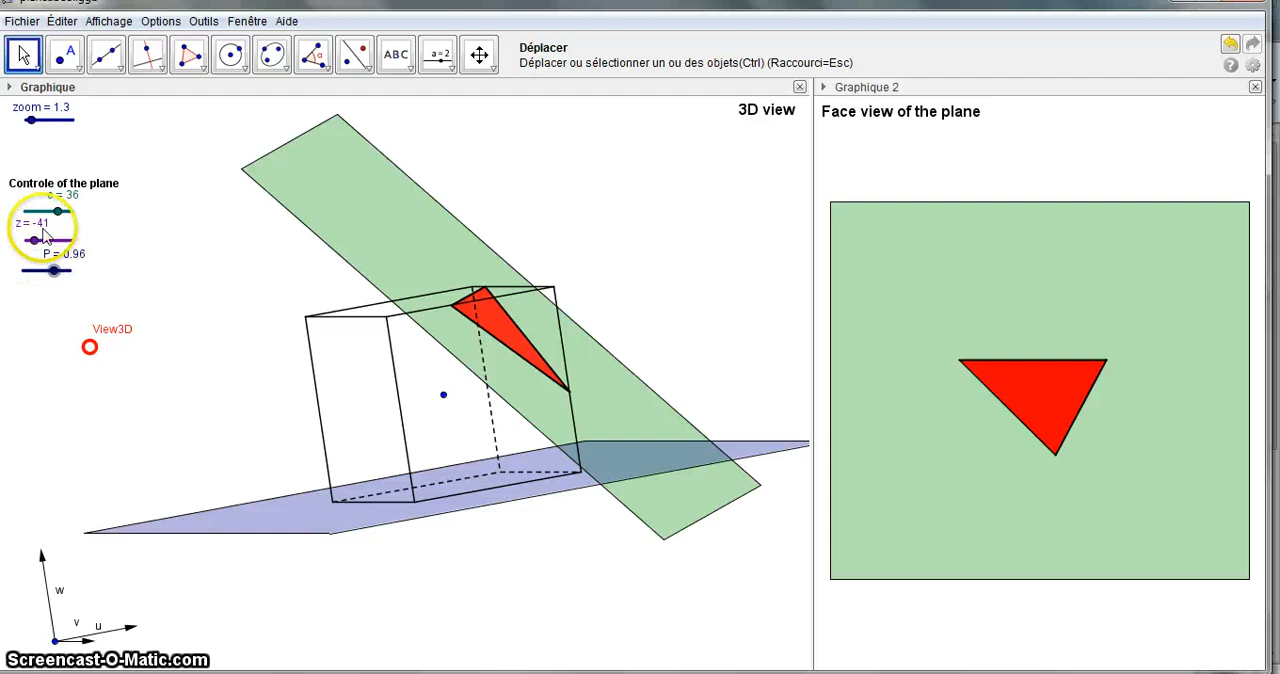 Fichier Éditer Affichage Options Outils Fenêtre Aide
ABC
a=2
A
α
Déplacer
Déplacer ou sélectionner un ou des objets(Ctrl) (Raccourci=Esc)
Graphique
Graphique 2
zoom = 1.3
3D view
Face view of the plane
Controle of the plane
= 36
z = -41
P = 0.96
View3D
w
v
u
Screencast-O-Matic.com